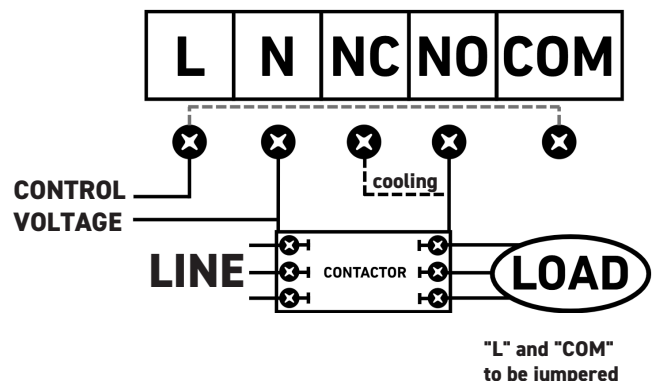 L N NC NO COM
cooling
CONTROL
VOLTAGE
LINE CONTACTOR LOAD
"L" and "COM"
to be jumpered